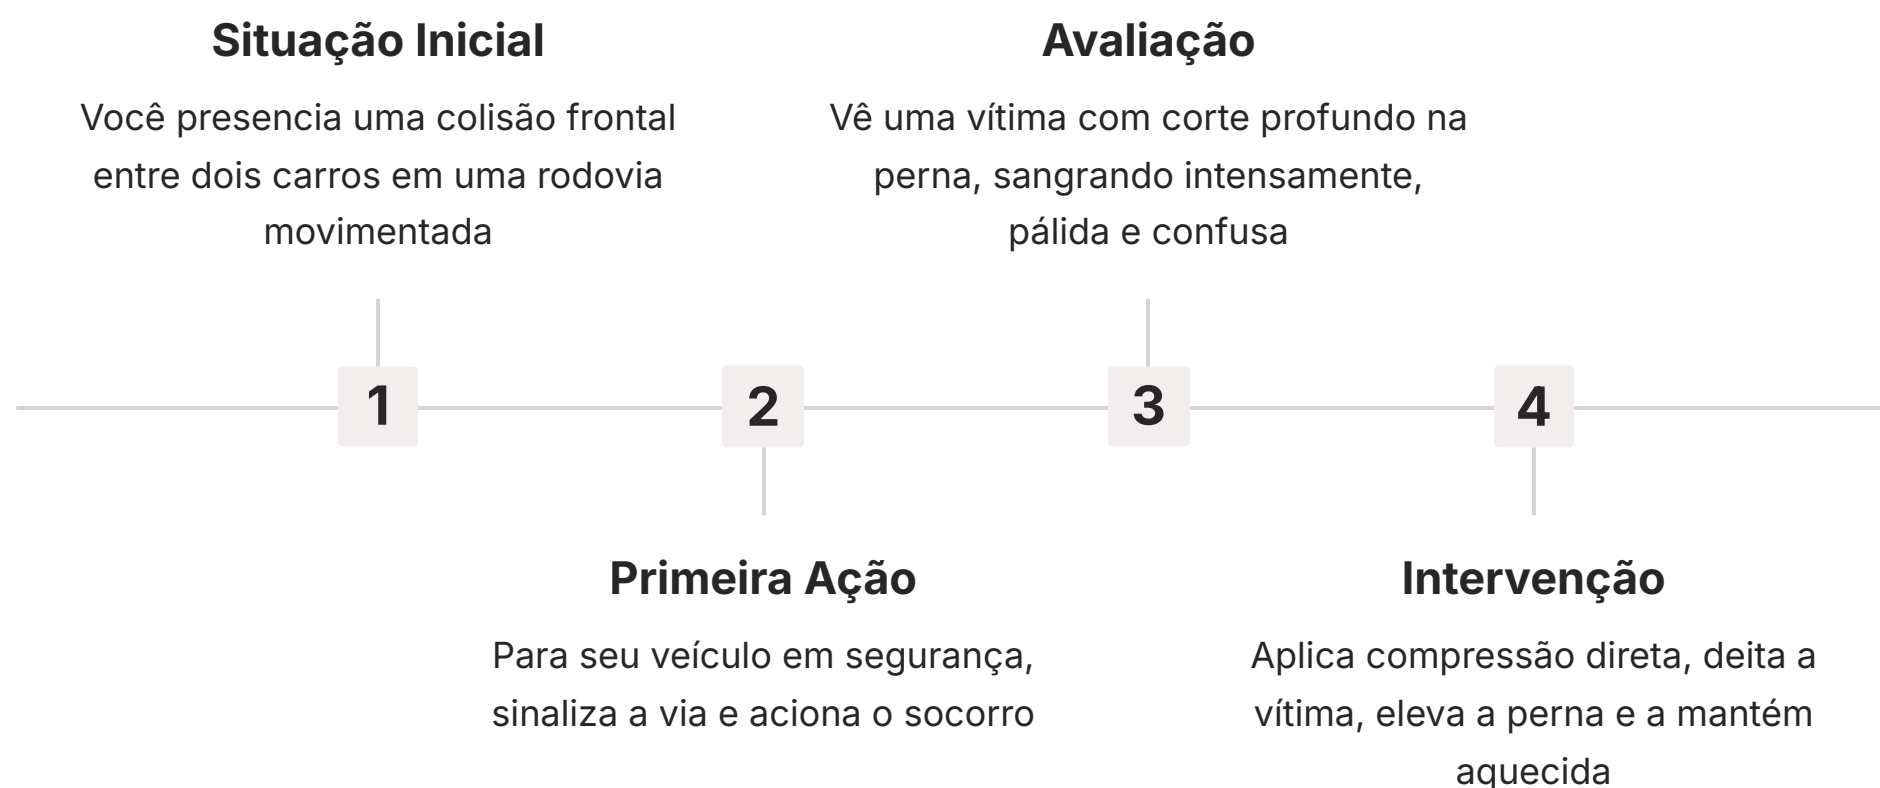 Situação Inicial
Você presencia uma colisão frontal
entre dois carros em uma rodovia
movimentada
1
2
Primeira Ação
Para seu veículo em segurança,
sinaliza a via e aciona o socorro
Avaliação
Vê uma vítima com corte profundo na
perna, sangrando intensamente,
pálida e confusa
3
4
Intervenção
Aplica compressão direta, deita a
vítima, eleva a perna e a mantém
aquecida